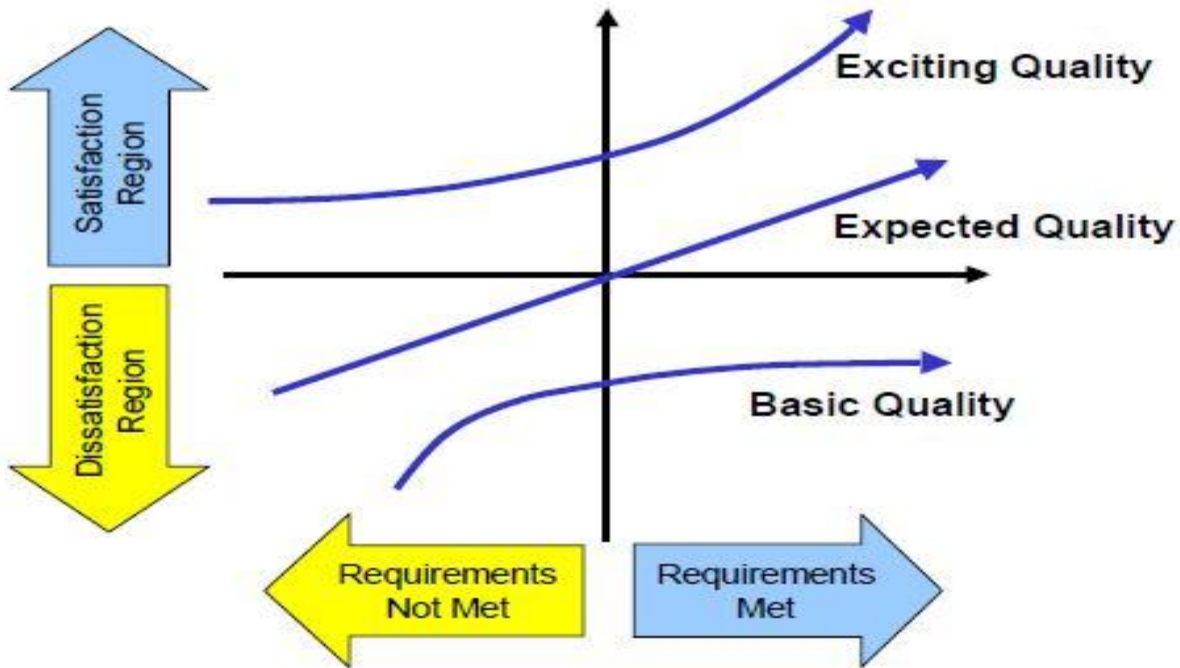 Satisfaction
Region
Dissatisfaction
Region
Exciting Quality
Expected Quality
Basic Quality
Requirements
Not Met
Requirements
Met